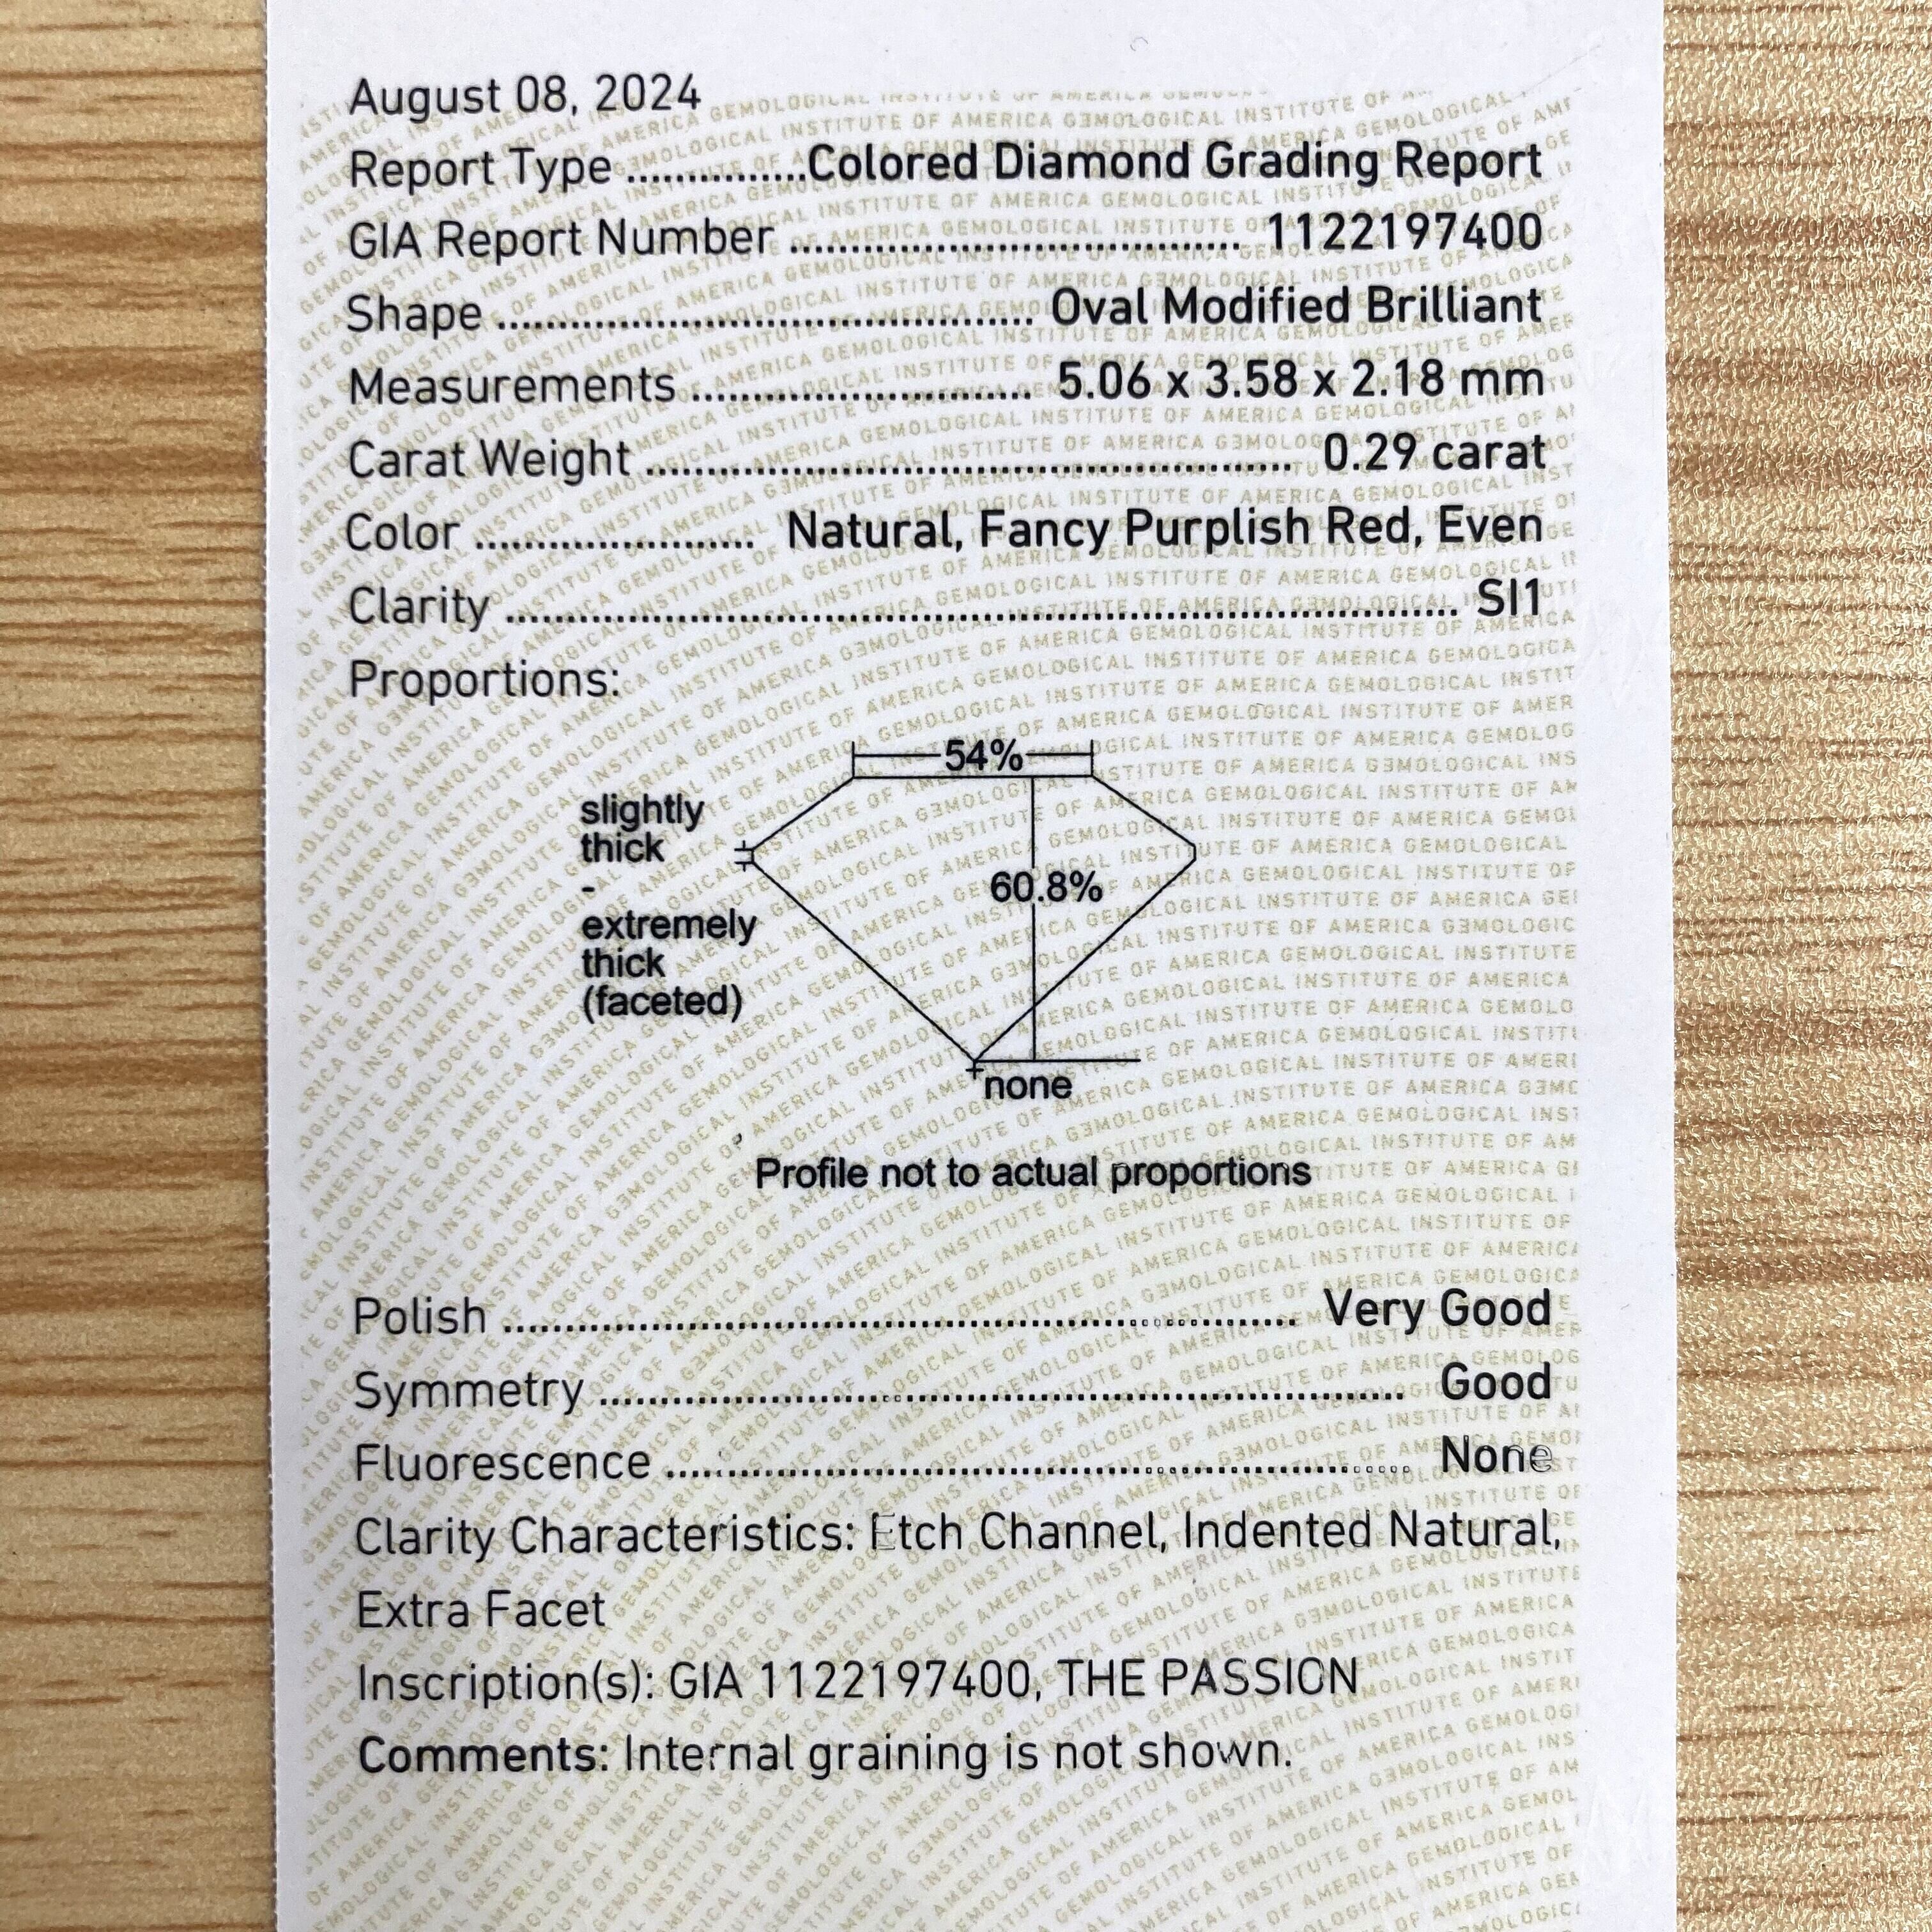 August 08, 2024
Report Type ...............Colored Diamond Grading Report
GIA Report Number ..................................... 1122197400
Shape ............................................ Oval Modified Brilliant
Measurements ............................ 5.06 x 3.58 x 2.18 mm
Carat Weight ..................................................... 0.29 carat
Color ....................... Natural, Fancy Purplish Red, Even
Clarity .............................................................................. SI1
Proportions:
54%
slightly
thick
-
extremely
thick
(faceted)
60.8%
none
Profile not to actual proportions
Polish ................................................................. Very Good
Symmetry .................................................................. Good
Fluorescence ............................................................. None
Clarity Characteristics: Etch Channel, Indented Natural,
Extra Facet
Inscription(s): GIA 1122197400, THE PASSION
Comments: Internal graining is not shown.
GEMOLOGICAL INSTITUTE OF AMERICA